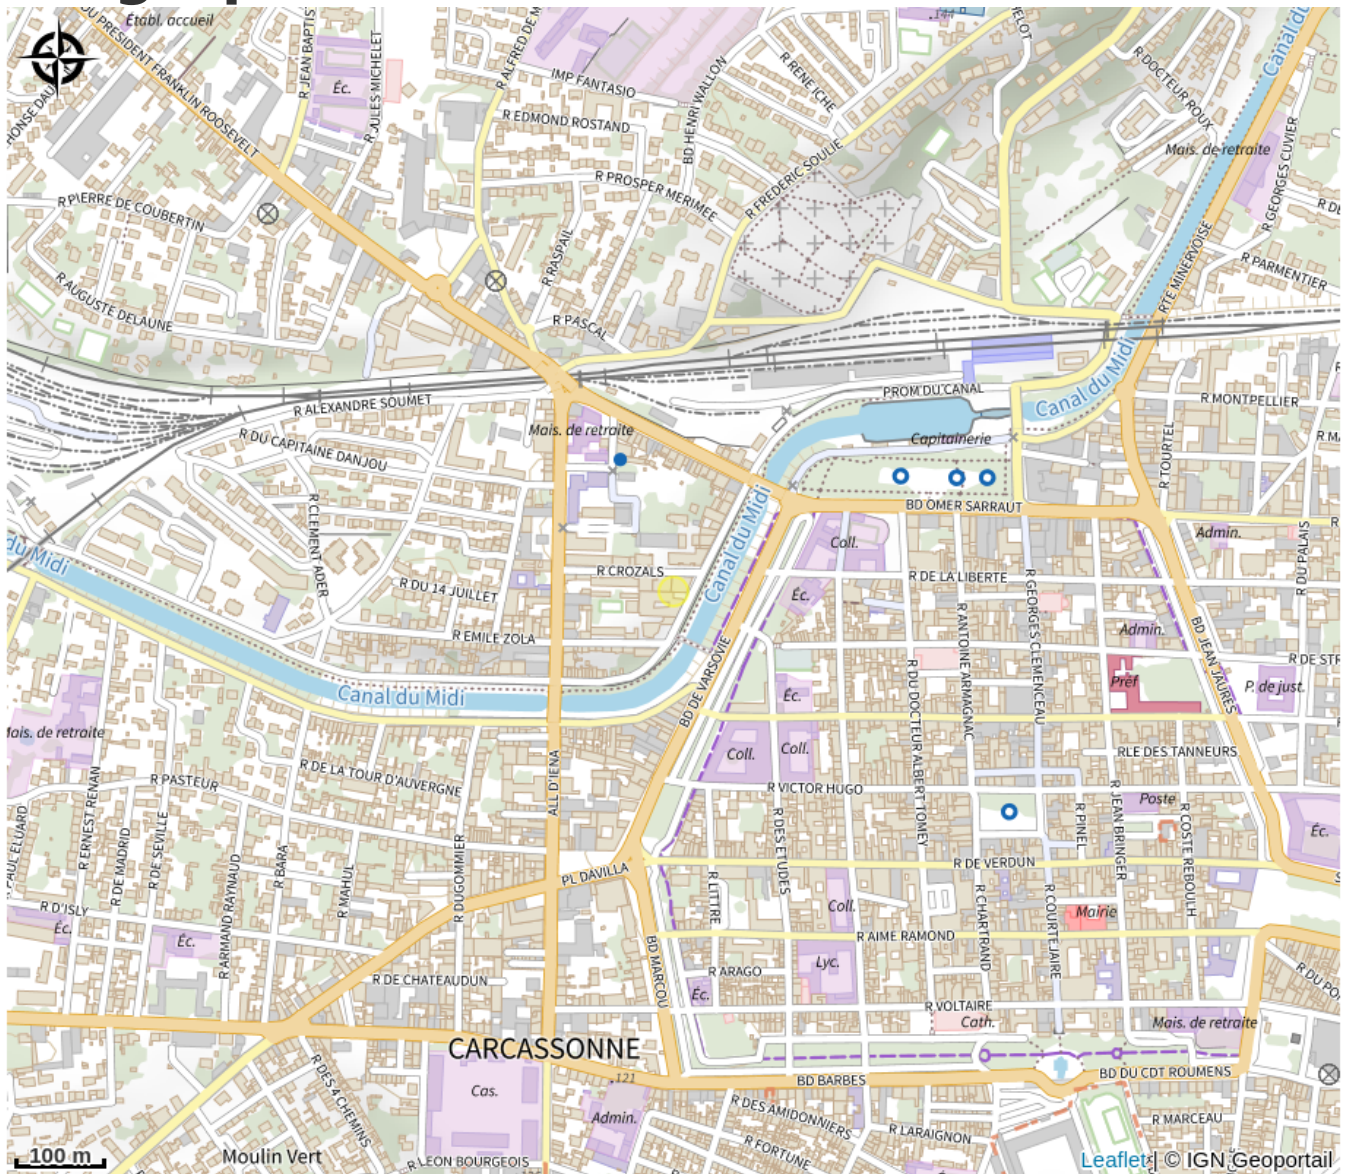 Établ. accueil
DU PRESIDENT FRANKLIN ROOSEVELT
R JEAN BAPTIS
R JULES MICHELET
Éc.
R ALFRED DE M
IMP FANTASIO
R EDMOND ROSTAND
BD HENRI WALLON
R RENE ICHE
R DOCTEUR ROUX
Canal du
Mais. de retraite
R GEORGES CUVIER
R PROSPER MERIMEE
R FREDERIC SOULIE
R PIERRE DE COUBERTIN
R AUGUSTE DELAUNE
R RASPAIL
R PASCAL
RTE MINERVOISE
R PARMENTIER
R ALEXANDRE SOUMET
PROM DU CANAL
Canal du Midi
R MONTPELLIER
Mais. de retraite
Capitainerie
R DU CAPITAINE DANJOU
R TOURTEL
R CLEMENT ADER
Canal du Midi
BD OMER SARRAUT
Admin.
R DU PALAIS
du Midi
Coll.
R CROZALS
R DE LA LIBERTE
R DU 14 JUILLET
Éc.
R EMILE ZOLA
R ANTOINE ARMAGNAC
R GEORGES CLEMENCEAU
Admin.
BD JEAN JAURES
R DE STR
Canal du Midi
BD DE VARSOVIE
Éc.
R DU DOCTEUR ALBERT TOMEY
Préf
P. de just.
Mais. de retraite
Coll.
Coll.
RLE DES TANNEURS
R PASTEUR
R DE LA TOUR D'AUVERGNE
ALL D'IENA
R VICTOR HUGO
Poste
R PAUL ELUARD
R ERNEST RENAN
R DE MADRID
R DE SEVILLE
R ARMAND RAYNAUD
R BARA
R MAHUL
R DUGOMMIER
R DES ETUDES
R PINEL
R JEAN BRINGER
R COSTE REBOULH
Éc.
PL DAVILLA
R DE VERDUN
R D'ISLY
Éc.
Éc.
R LITTRE
Coll.
R CHARTRAND
R COURTEJAIRE
Mairie
R AIME RAMOND
BD MARCOU
R ARAGO
Lyc.
R DE CHATEAUDUN
Éc.
R VOLTAIRE
Cath.
Mais. de retraite
CARCASSONNE
R DES 4 CHEMINS
Cas.
121
BD BARBES
BD DU CDT ROUMENS
Admin.
R DES AMIDONNIERS
R LARAIGNON
R MARCEAU
R FORTUNE
Moulin Vert
R LEON BOURGEOIS
100 m
Leaflet | © IGN Geoportail